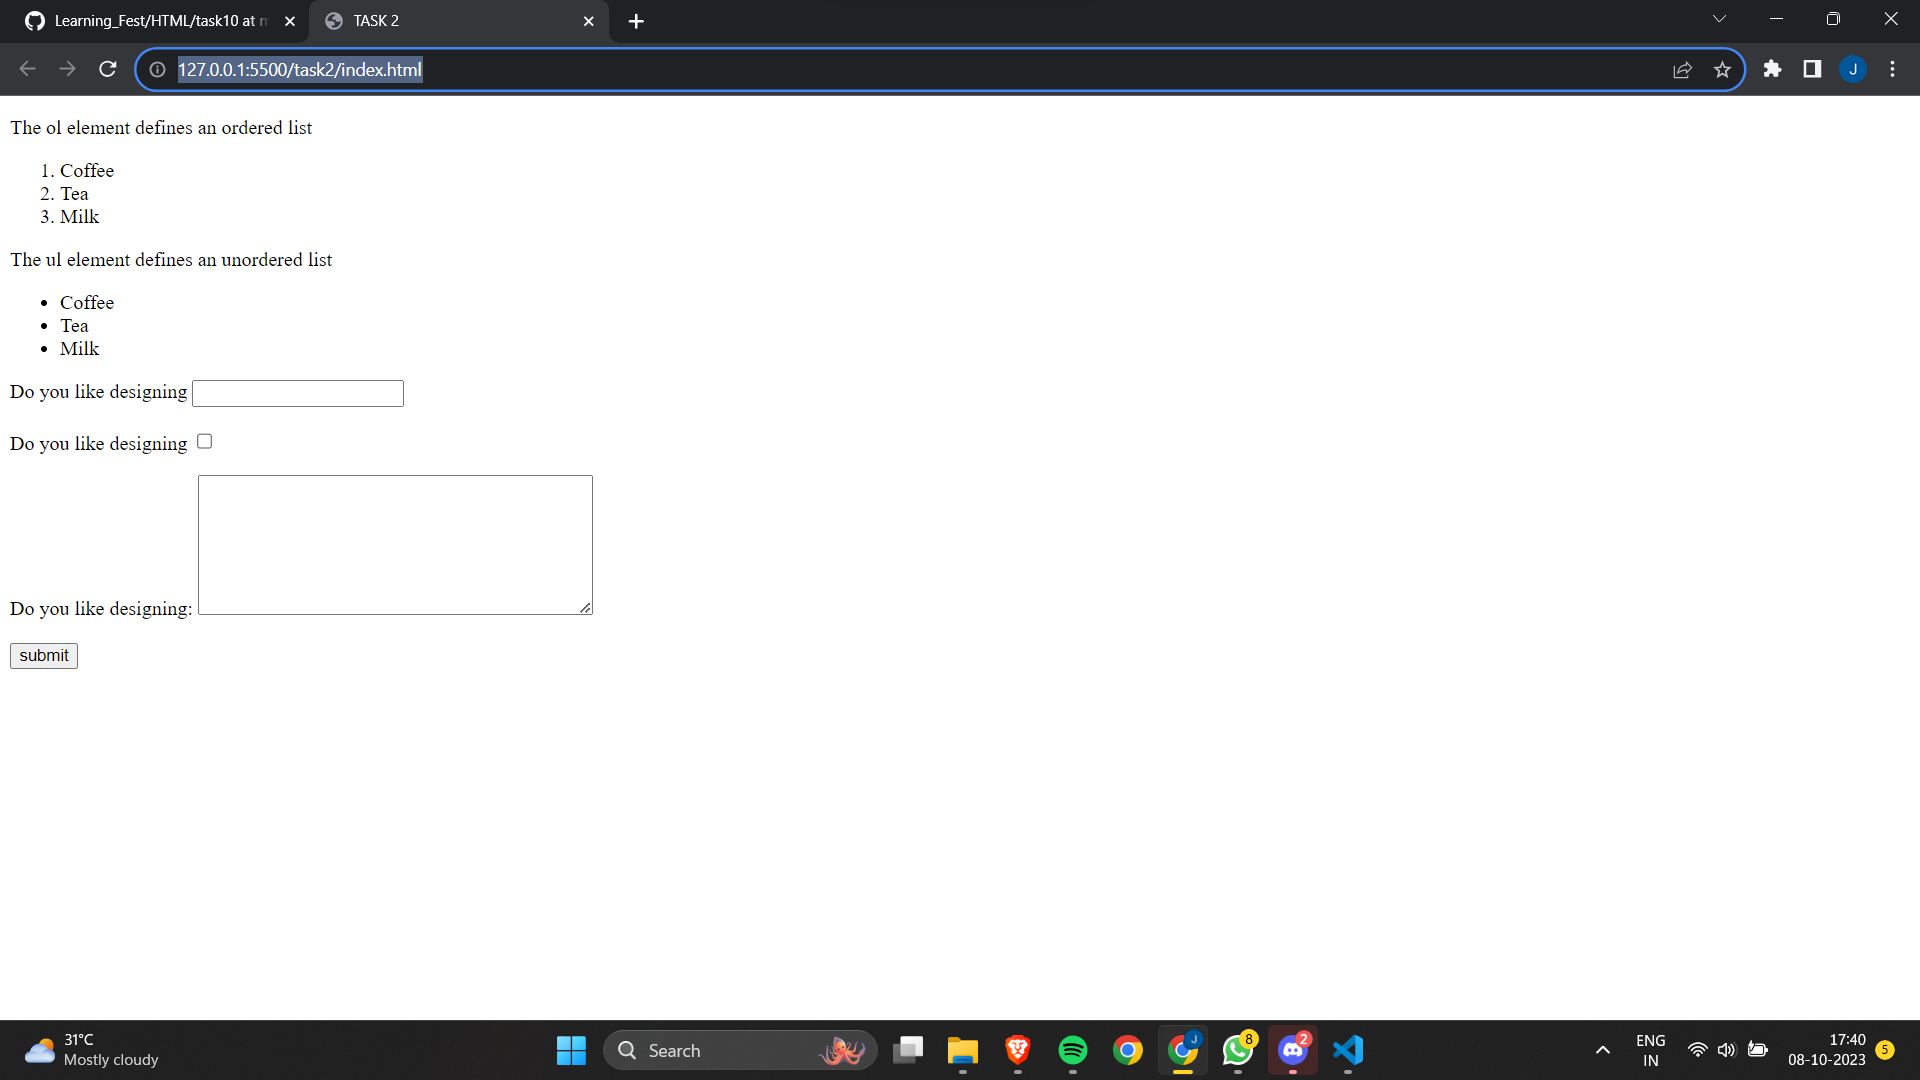 Learning_Fest/HTML/task10 at m
TASK 2
127.0.0.1:5500/task2/index.html
J
The ol element defines an ordered list
1. Coffee
2. Tea
3. Milk
The ul element defines an unordered list
• Coffee
• Tea
• Milk
Do you like designing
Do you like designing
Do you like designing:
submit
31°C
Mostly cloudy
Search
J
8
2
ENG
IN
17:40
08-10-2023
5